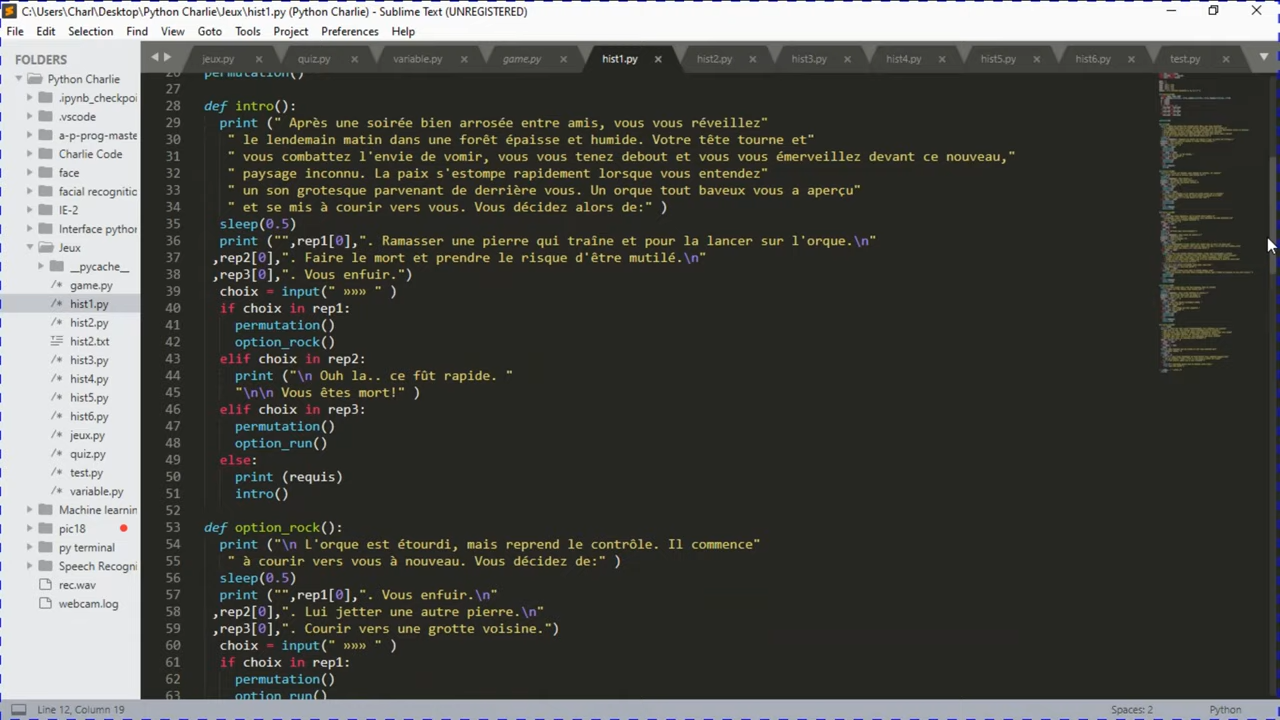 C:\Users\Charl\Desktop\Python Charlie\Jeux\hist1.py (Python Charlie) - Sublime Text (UNREGISTERED)
File Edit Selection Find View Goto Tools Project Preferences Help
FOLDERS
Python Charlie
.ipynb_checkpoi
.vscode
a-p-prog-maste
Charlie Code
face
facial recognitio
IE-2
Interface python
Jeux
__pycache__
game.py
hist1.py
hist2.py
hist2.txt
hist3.py
hist4.py
hist5.py
hist6.py
jeux.py
quiz.py
test.py
variable.py
Machine learnin
pic18
py terminal
Speech Recogni
rec.wav
webcam.log
jeux.py quiz.py variable.py game.py hist1.py hist2.py hist3.py hist4.py hist5.py hist6.py test.py
26 permutation()
27
28 def intro():
29 print (" Après une soirée bien arosée entre amis, vous vous réveillez"
30 " le lendemain matin dans une forêt épaisse et humide. Votre tête tourne et"
31 " vous combattez l'envie de vomir, vous vous tenez debout et vous vous émerveillez devant ce nouveau,"
32 " paysage inconnu. La paix s'estompe rapidement lorsque vous entendez"
33 " un son grotesque parvenant de derrière vous. Un orque tout baveux vous a aperçu"
34 " et se mis à courir vers vous. Vous décidez alors de:" )
35 sleep(0.5)
36 print ("",rep1[0],". Ramasser une pierre qui traîne et pour la lancer sur l'orque.\n"
37 ,rep2[0],". Faire le mort et prendre le risque d'être mutilé.\n"
38 ,rep3[0],". Vous enfuir.")
39 choix = input(" »»» " )
40 if choix in rep1:
41 permutation()
42 option_rock()
43 elif choix in rep2:
44 print ("\n Ouh la.. ce fût rapide. "
45 "\n\n Vous êtes mort!" )
46 elif choix in rep3:
47 permutation()
48 option_run()
49 else:
50 print (requis)
51 intro()
52
53 def option_rock():
54 print ("\n L'orque est étourdi, mais reprend le contrôle. Il commence"
55 " à courir vers vous à nouveau. Vous décidez de:" )
56 sleep(0.5)
57 print ("",rep1[0],". Vous enfuir.\n"
58 ,rep2[0],". Lui jetter une autre pierre.\n"
59 ,rep3[0],". Courir vers une grotte voisine.")
60 choix = input(" »»» " )
61 if choix in rep1:
62 permutation()
63 option_run()
Line 12, Column 19
Spaces: 2
Python